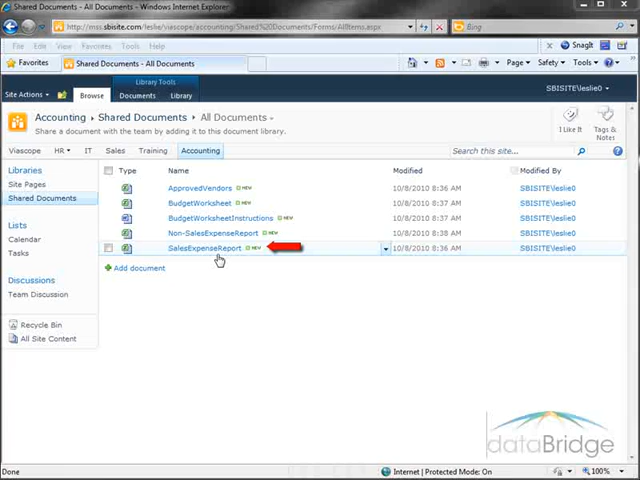 Shared Documents - All Documents - Windows Internet Explorer
http://mss.sbisite.com/leslie/viascope/accounting/Shared%20Documents/Forms/AllItems.aspx
Bing
File Edit View Favorites Tools Help
SnagIt Edit
Favorites Shared Documents - All Documents Page Safety Tools
Library Tools
Site Actions Browse Documents Library SBISITE\leslie0
Accounting Shared Documents All Documents
Share a document with the team by adding it to this document library.
I Like It Tags & Notes
Viascope HR IT Sales Training Accounting Search this site...
Libraries
Site Pages
Shared Documents
Lists
Calendar
Tasks
Discussions
Team Discussion
Recycle Bin
All Site Content
Type Name Modified Modified By
ApprovedVendors NEW 10/8/2010 8:36 AM SBISITE\leslie0
BudgetWorksheet NEW 10/8/2010 8:37 AM SBISITE\leslie0
BudgetWorksheetInstructions NEW 10/8/2010 8:37 AM SBISITE\leslie0
Non-SalesExpenseReport NEW 10/8/2010 8:38 AM SBISITE\leslie0
SalesExpenseReport NEW 10/8/2010 8:36 AM SBISITE\leslie0
Add document
dataBridge
Done Internet | Protected Mode: On 100%